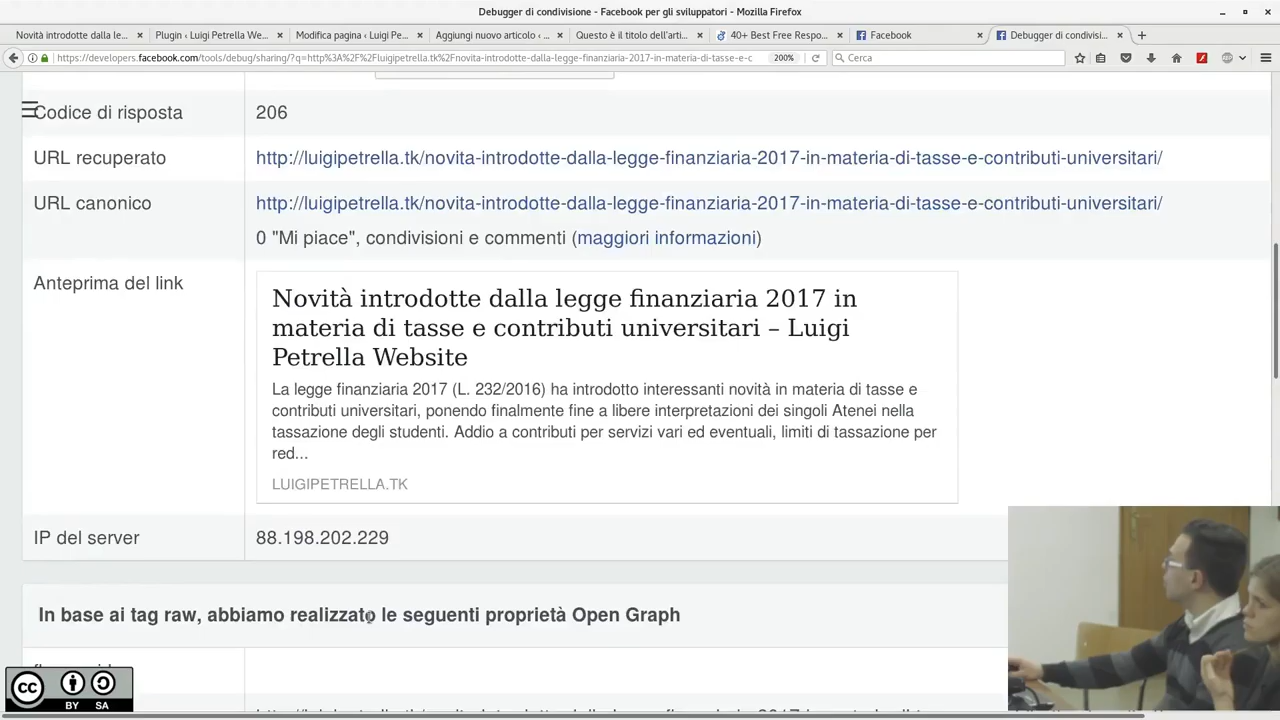 Debugger di condivisione - Facebook per gli sviluppatori - Mozilla Firefox
Novità introdotte dalla le... × Plugin ‹ Luigi Petrella We... × Modifica pagina ‹ Luigi Pe... × Aggiungi nuovo articolo ‹ ... × Questo è il titolo dell'arti... × 40+ Best Free Respo... × Facebook × Debugger di condivisi... ×
https://developers.facebook.com/tools/debug/sharing/?q=http%3A%2F%2Fluigipetrella.tk%2Fnovita-introdotte-dalla-legge-finanziaria-2017-in-materia-di-tasse-e-c 200% Cerca
Codice di risposta 206
URL recuperato http://luigipetrella.tk/novita-introdotte-dalla-legge-finanziaria-2017-in-materia-di-tasse-e-contributi-universitari/
URL canonico http://luigipetrella.tk/novita-introdotte-dalla-legge-finanziaria-2017-in-materia-di-tasse-e-contributi-universitari/
0 "Mi piace", condivisioni e commenti (maggiori informazioni)
Anteprima del link
Novità introdotte dalla legge finanziaria 2017 in
materia di tasse e contributi universitari – Luigi
Petrella Website
La legge finanziaria 2017 (L. 232/2016) ha introdotto interessanti novità in materia di tasse e
contributi universitari, ponendo finalmente fine a libere interpretazioni dei singoli Atenei nella
tassazione degli studenti. Addio a contributi per servizi vari ed eventuali, limiti di tassazione per
red...
LUIGIPETRELLA.TK
IP del server 88.198.202.229
In base ai tag raw, abbiamo realizzato le seguenti proprietà Open Graph
cc BY SA